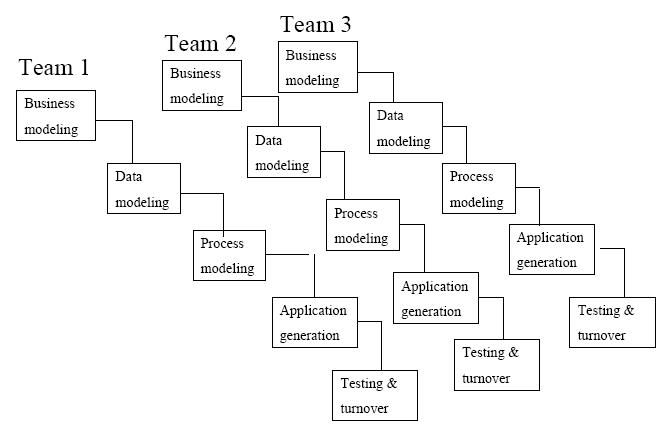 Team 1
Business
modeling
Data
modeling
Process
modeling
Application
generation
Testing &
turnover
Team 2
Business
modeling
Data
modeling
Process
modeling
Application
generation
Testing &
turnover
Team 3
Business
modeling
Data
modeling
Process
modeling
Application
generation
Testing &
turnover